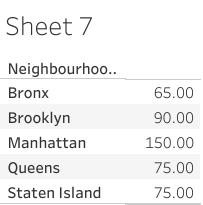 Sheet 7
Neighbourhoo..
Bronx 65.00
Brooklyn 90.00
Manhattan 150.00
Queens 75.00
Staten Island 75.00